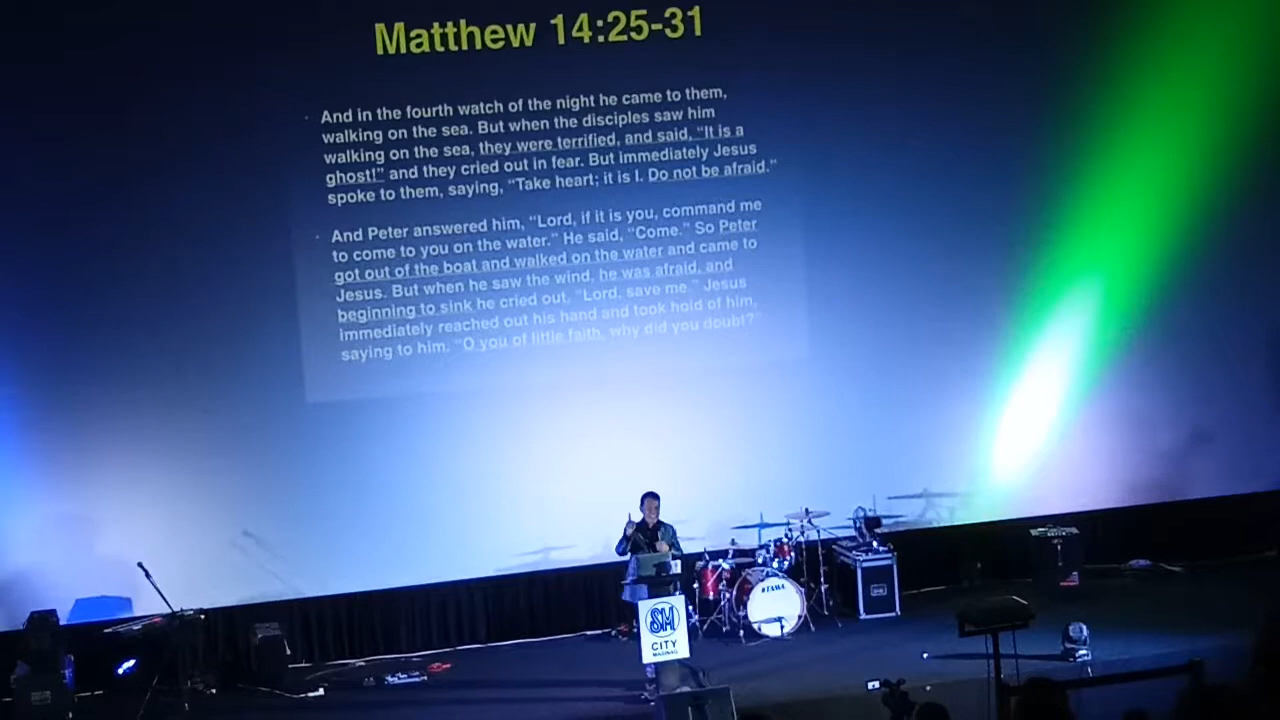 Matthew 14:25-31
And in the fourth watch of the night he came to them,
walking on the sea. But when the disciples saw him
walking on the sea, they were terrified, and said, “It is a
ghost!” and they cried out in fear. But immediately Jesus
spoke to them, saying, “Take heart; it is I. Do not be afraid.”
And Peter answered him, “Lord, if it is you, command me
to come to you on the water.” He said, “Come.” So Peter
got out of the boat and walked on the water and came to
Jesus. But when he saw the wind, he was afraid, and
beginning to sink he cried out, “Lord, save me.” Jesus
immediately reached out his hand and took hold of him,
saying to him, “O you of little faith, why did you doubt?”
TAMA
SM
CITY
MASINAG